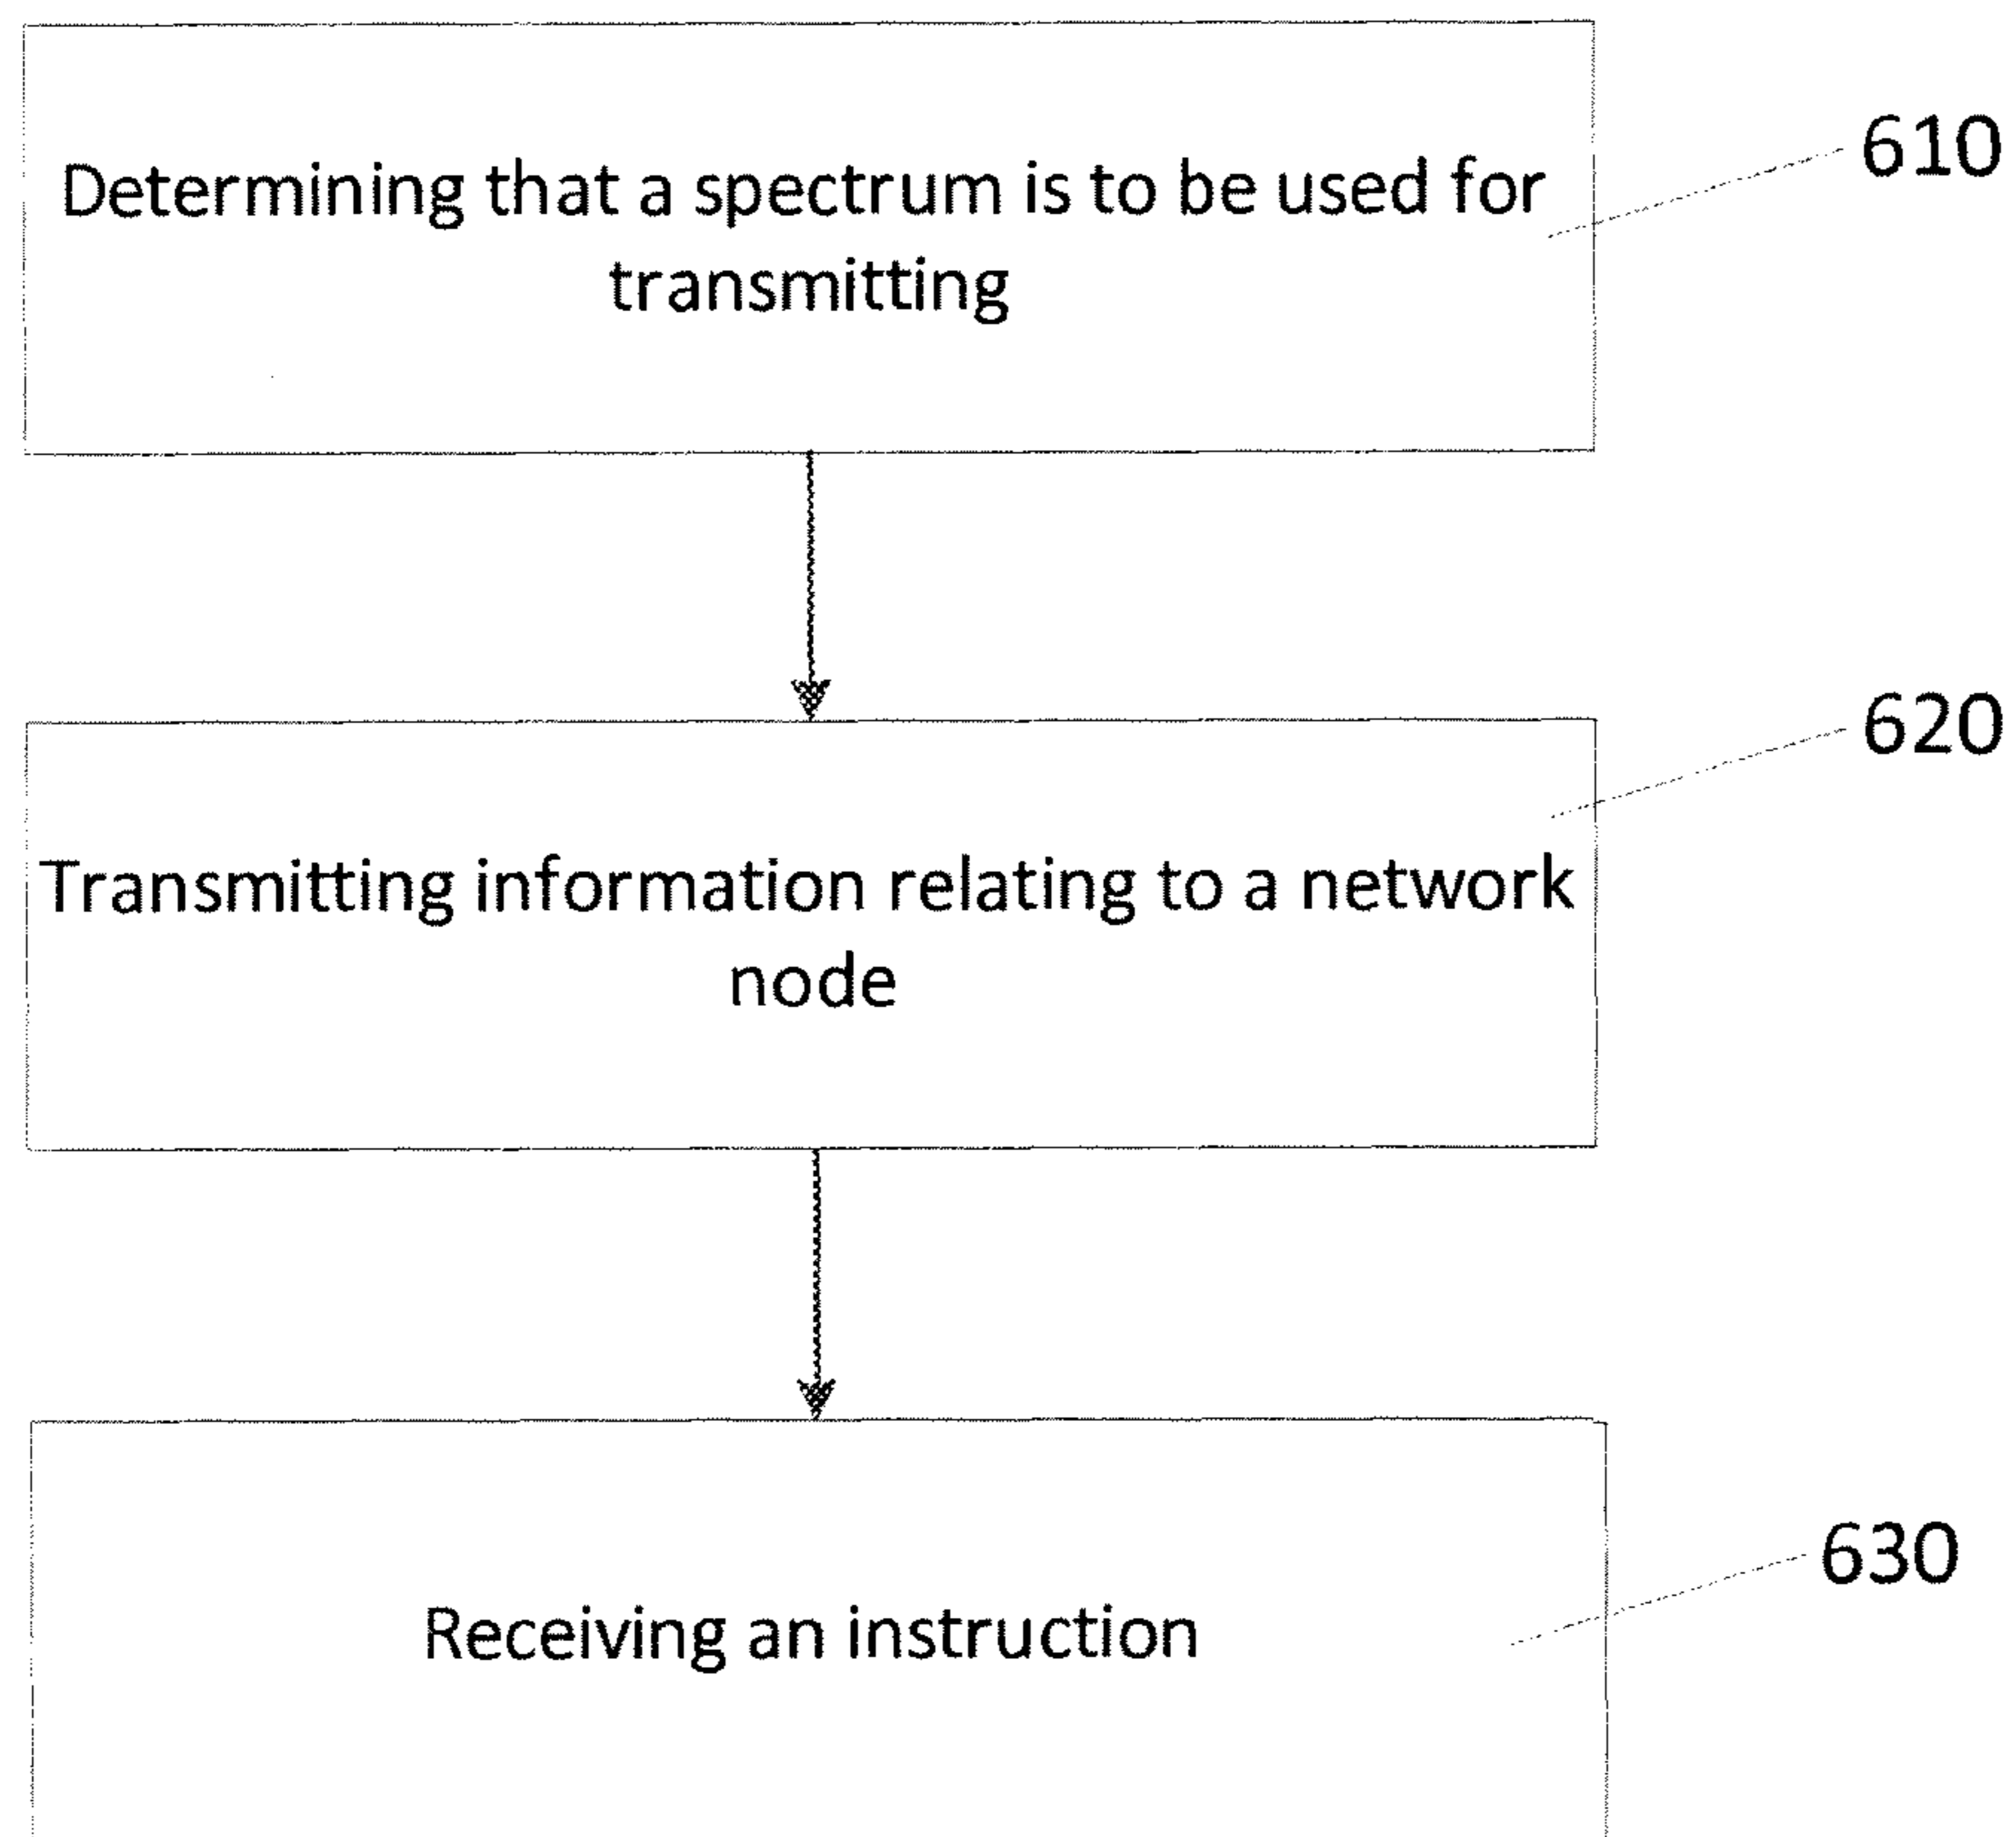 Determining that a spectrum is to be used for
transmitting
610
Transmitting information relating to a network
node
620
Receiving an instruction
630